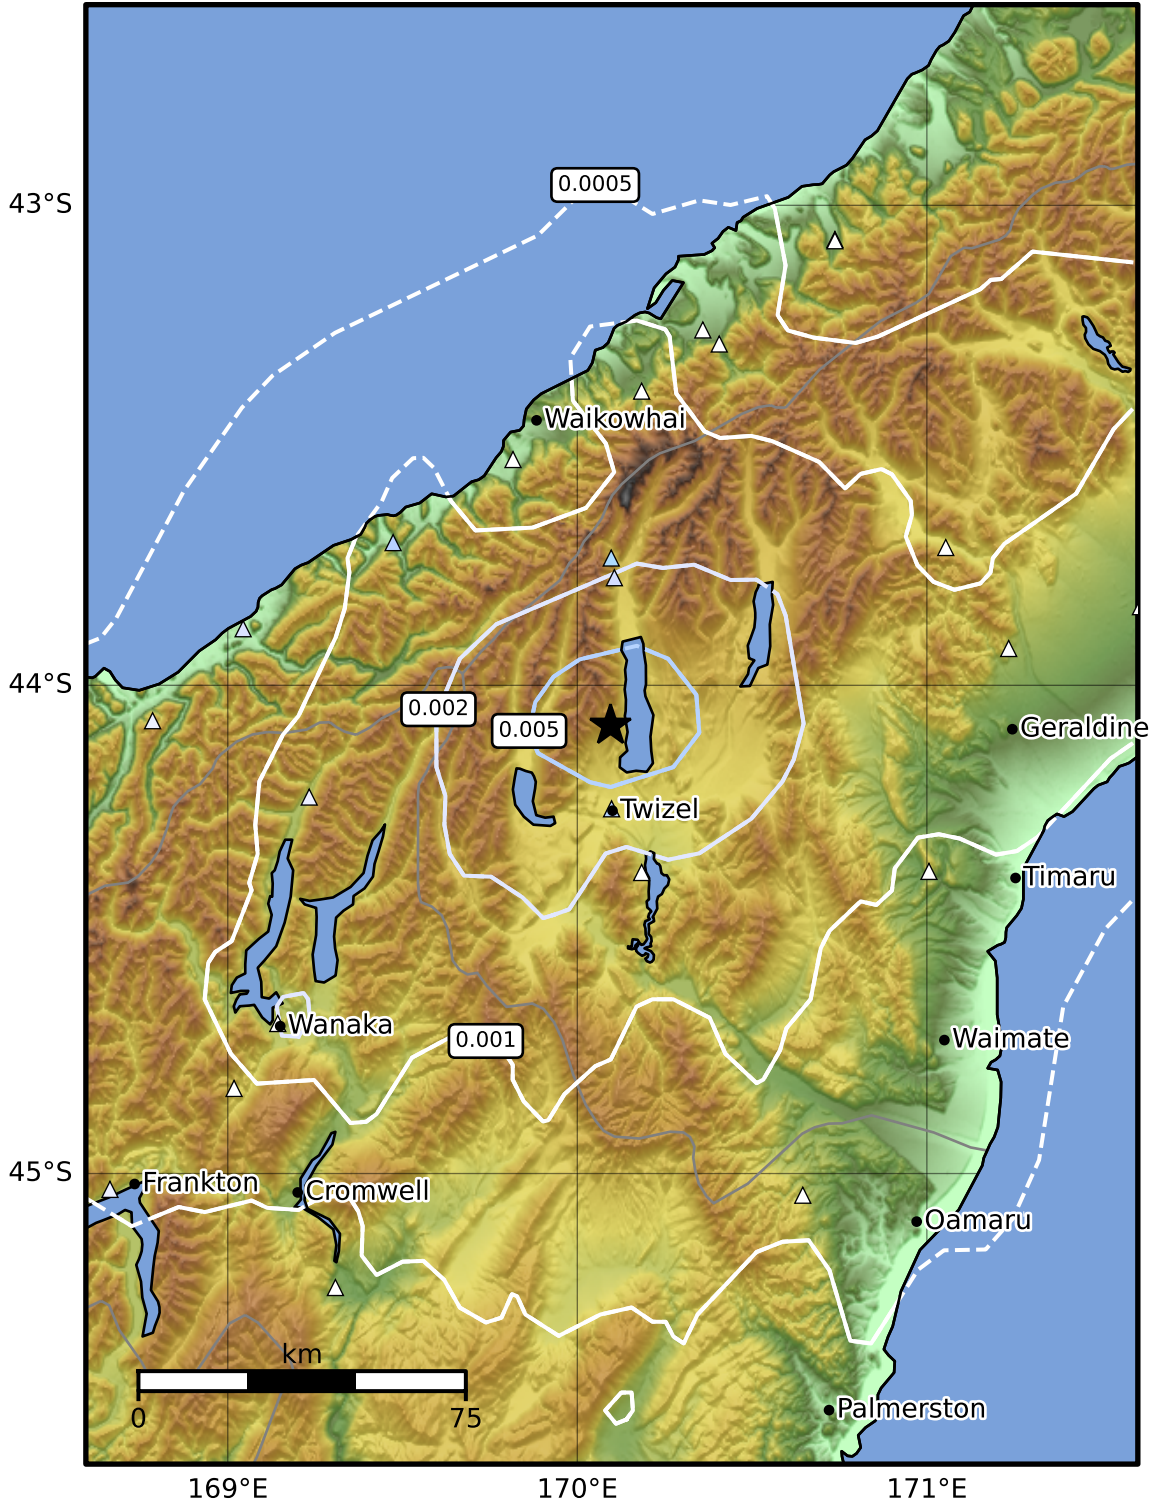 0.0005
43°S
Waikowhai
44°S
0.002
0.005
Geraldine
Twizel
Timaru
Wanaka
0.001
Waimate
45°S
Frankton
Cromwell
Oamaru
km
0
75
Palmerston
169°E
170°E
171°E